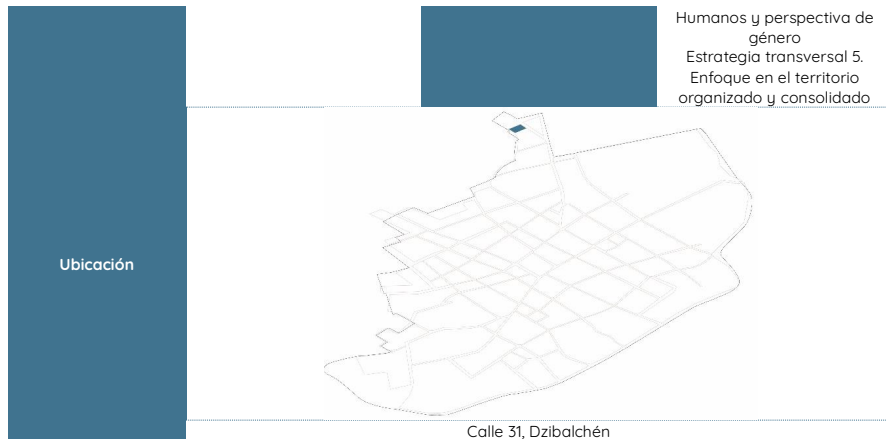 Humanos y perspectiva de
género
Estrategia transversal 5.
Enfoque en el territorio
organizado y consolidado
Ubicación
Calle 31, Dzibalchén